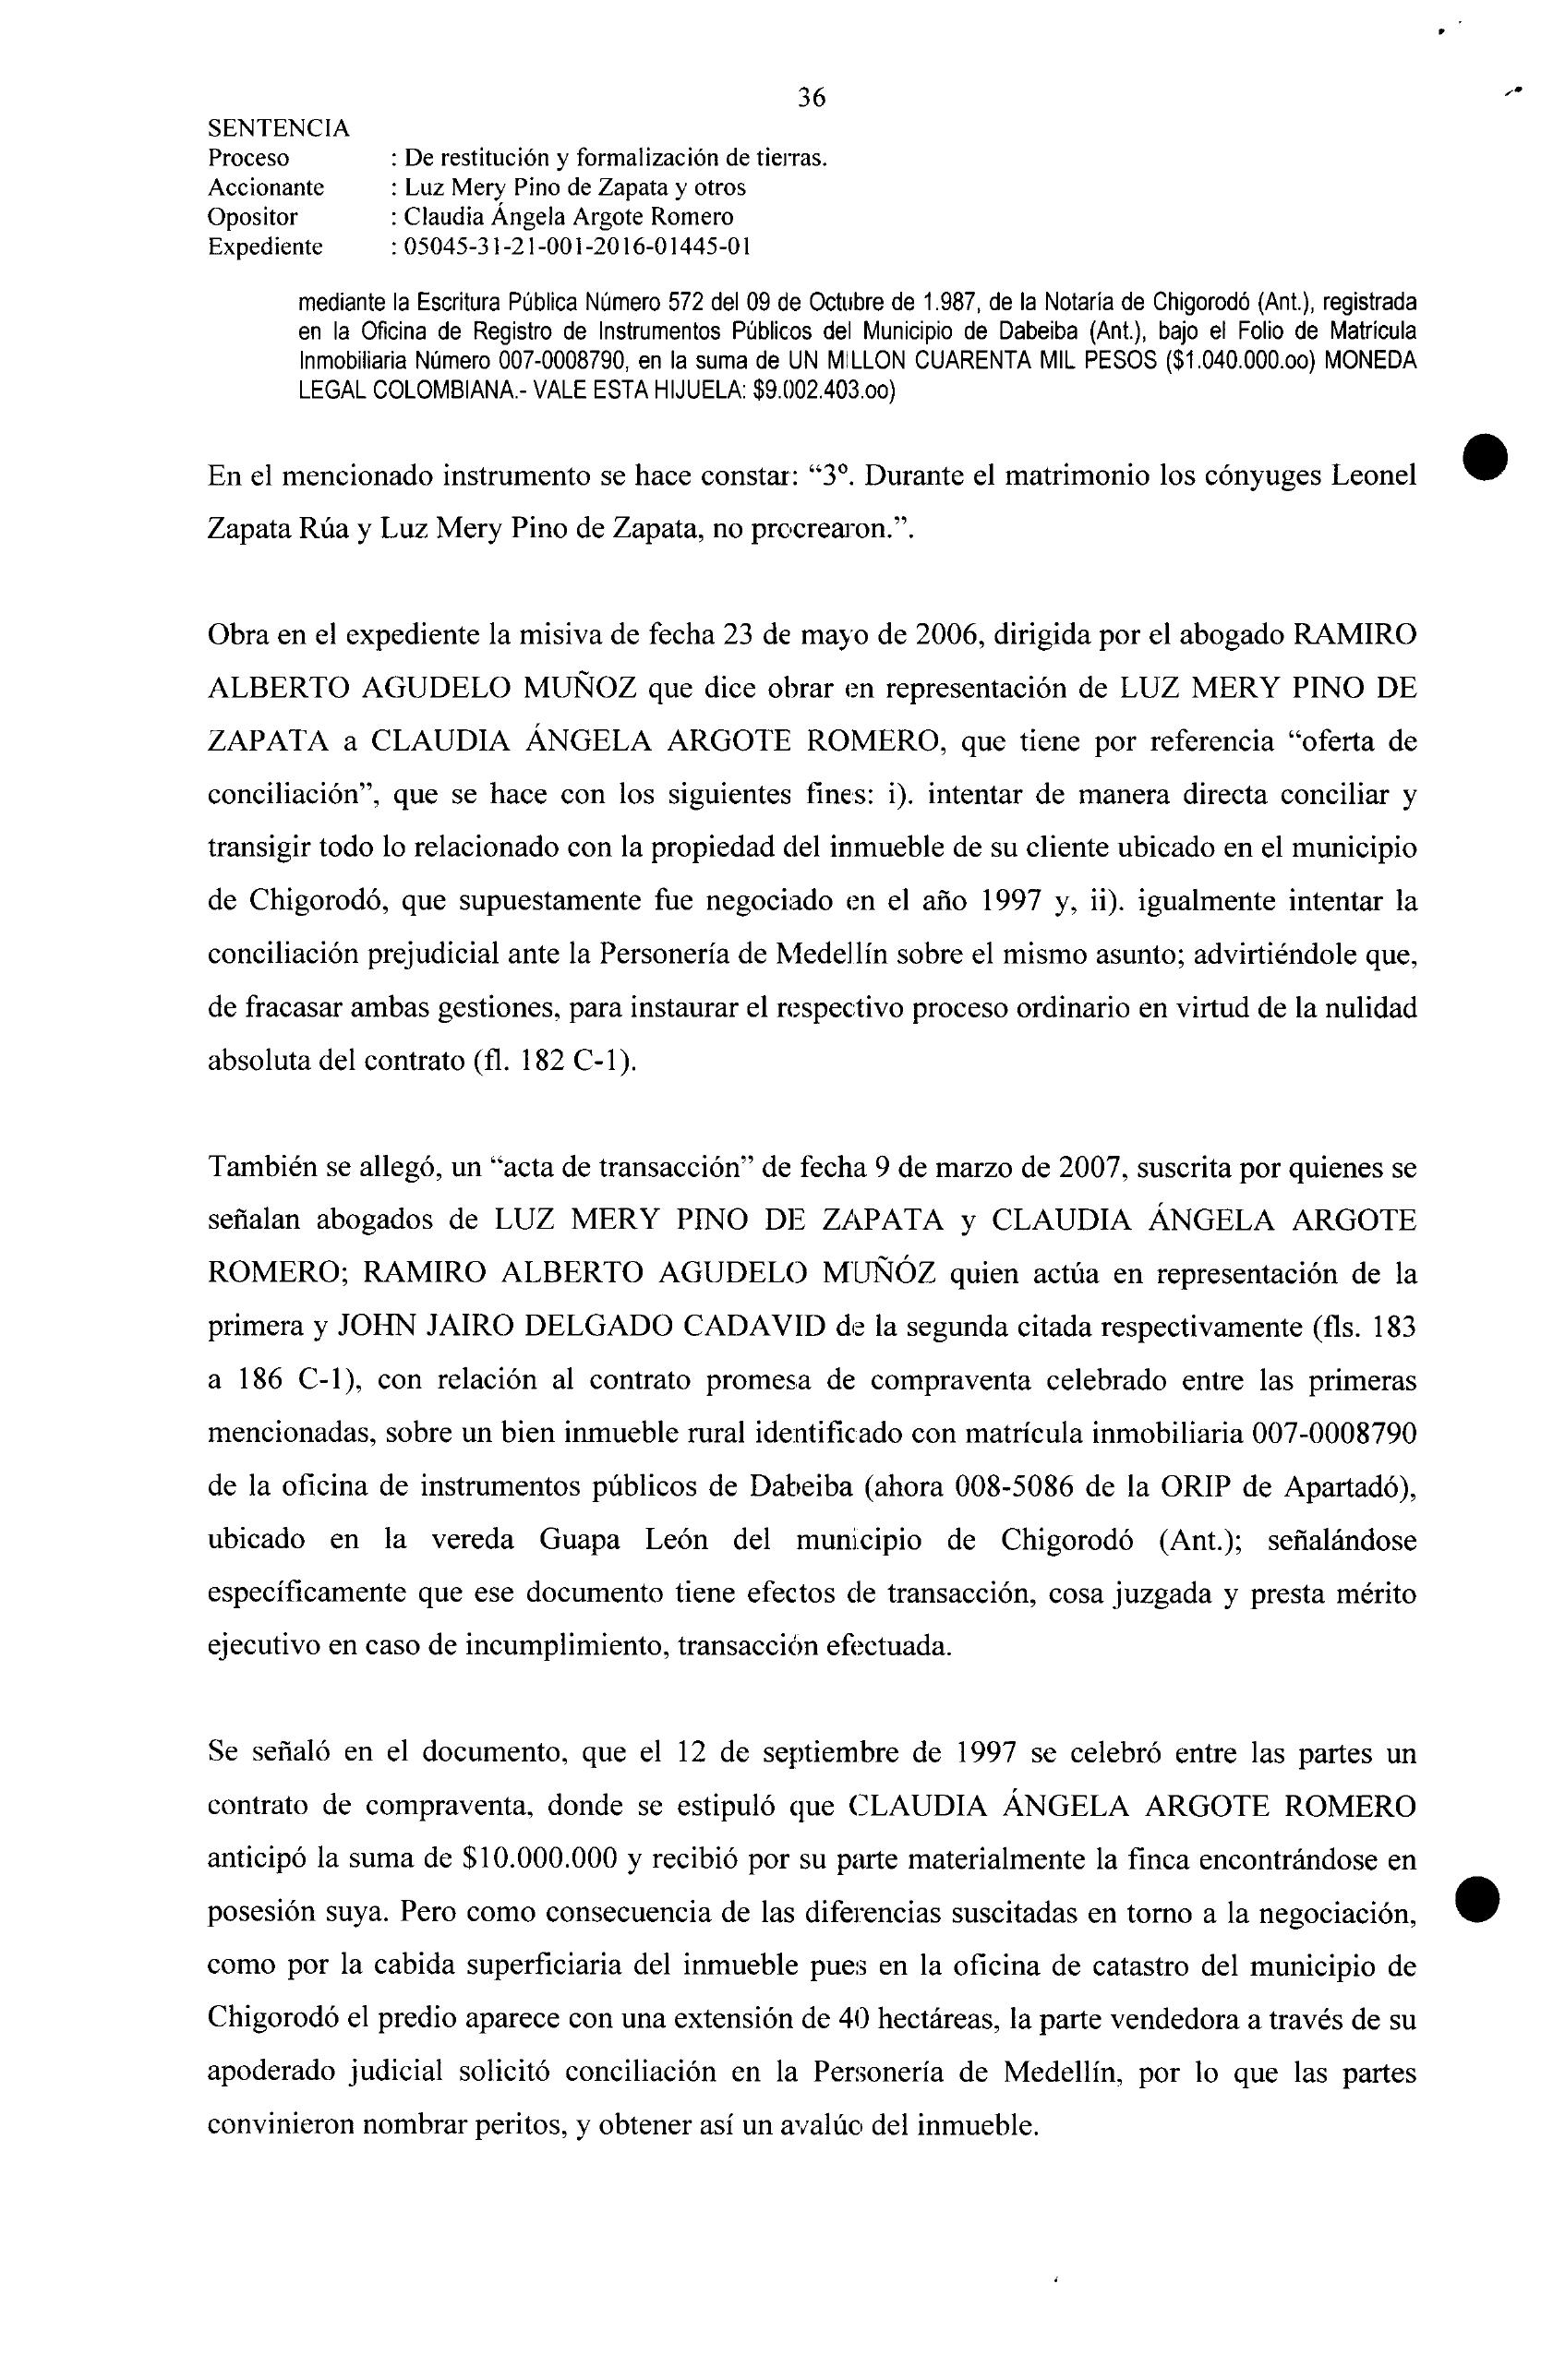 36
SENTENCIA
Proceso : De restitución y formalización de tierras.
Accionante : Luz Mery Pino de Zapata y otros
Opositor : Claudia Ángela Argote Romero
Expediente : 05045-31-21-001-2016-01445-01
mediante la Escritura Pública Número 572 del 09 de Octubre de 1.987, de la Notaría de Chigorodó (Ant.), registrada
en la Oficina de Registro de Instrumentos Públicos del Municipio de Dabeiba (Ant.), bajo el Folio de Matrícula
Inmobiliaria Número 007-0008790, en la suma de UN MILLON CUARENTA MIL PESOS ($1.040.000.oo) MONEDA
LEGAL COLOMBIANA.- VALE ESTA HIJUELA: $9.002.403.oo)
En el mencionado instrumento se hace constar: “3°. Durante el matrimonio los cónyuges Leonel
Zapata Rúa y Luz Mery Pino de Zapata, no procrearon.”.
Obra en el expediente la misiva de fecha 23 de mayo de 2006, dirigida por el abogado RAMIRO
ALBERTO AGUDELO MUÑOZ que dice obrar en representación de LUZ MERY PINO DE
ZAPATA a CLAUDIA ÁNGELA ARGOTE ROMERO, que tiene por referencia “oferta de
conciliación”, que se hace con los siguientes fines: i). intentar de manera directa conciliar y
transigir todo lo relacionado con la propiedad del inmueble de su cliente ubicado en el municipio
de Chigorodó, que supuestamente fue negociado en el año 1997 y, ii). igualmente intentar la
conciliación prejudicial ante la Personería de Medellín sobre el mismo asunto; advirtiéndole que,
de fracasar ambas gestiones, para instaurar el respectivo proceso ordinario en virtud de la nulidad
absoluta del contrato (fl. 182 C-1).
También se allegó, un “acta de transacción” de fecha 9 de marzo de 2007, suscrita por quienes se
señalan abogados de LUZ MERY PINO DE ZAPATA y CLAUDIA ÁNGELA ARGOTE
ROMERO; RAMIRO ALBERTO AGUDELO MUÑÓZ quien actúa en representación de la
primera y JOHN JAIRO DELGADO CADAVID de la segunda citada respectivamente (fls. 183
a 186 C-1), con relación al contrato promesa de compraventa celebrado entre las primeras
mencionadas, sobre un bien inmueble rural identificado con matrícula inmobiliaria 007-0008790
de la oficina de instrumentos públicos de Dabeiba (ahora 008-5086 de la ORIP de Apartadó),
ubicado en la vereda Guapa León del municipio de Chigorodó (Ant.); señalándose
específicamente que ese documento tiene efectos de transacción, cosa juzgada y presta mérito
ejecutivo en caso de incumplimiento, transacción efectuada.
Se señaló en el documento, que el 12 de septiembre de 1997 se celebró entre las partes un
contrato de compraventa, donde se estipuló que CLAUDIA ÁNGELA ARGOTE ROMERO
anticipó la suma de $10.000.000 y recibió por su parte materialmente la finca encontrándose en
posesión suya. Pero como consecuencia de las diferencias suscitadas en torno a la negociación,
como por la cabida superficiaria del inmueble pues en la oficina de catastro del municipio de
Chigorodó el predio aparece con una extensión de 40 hectáreas, la parte vendedora a través de su
apoderado judicial solicitó conciliación en la Personería de Medellín, por lo que las partes
convinieron nombrar peritos, y obtener así un avalúo del inmueble.